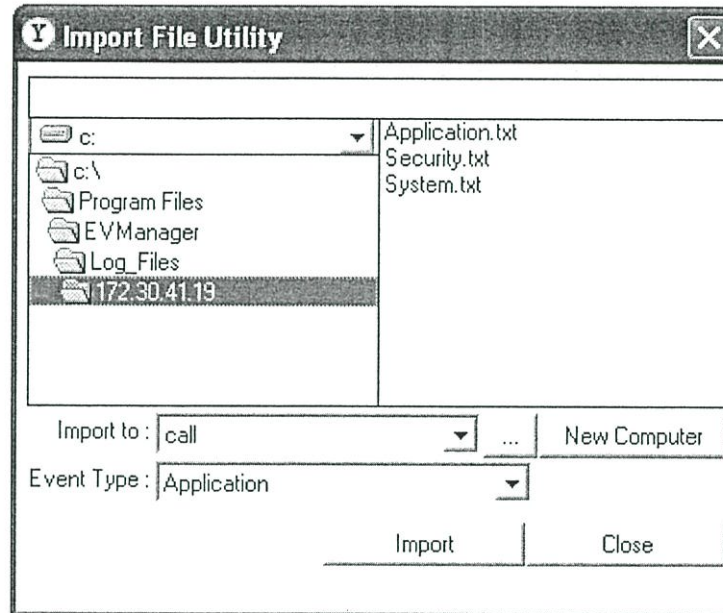 Y Import File Utility
c:
c:\
Program Files
EVManager
Log_Files
172.30.41.19
Application.txt
Security.txt
System.txt
Import to : call ... New Computer
Event Type : Application
Import Close